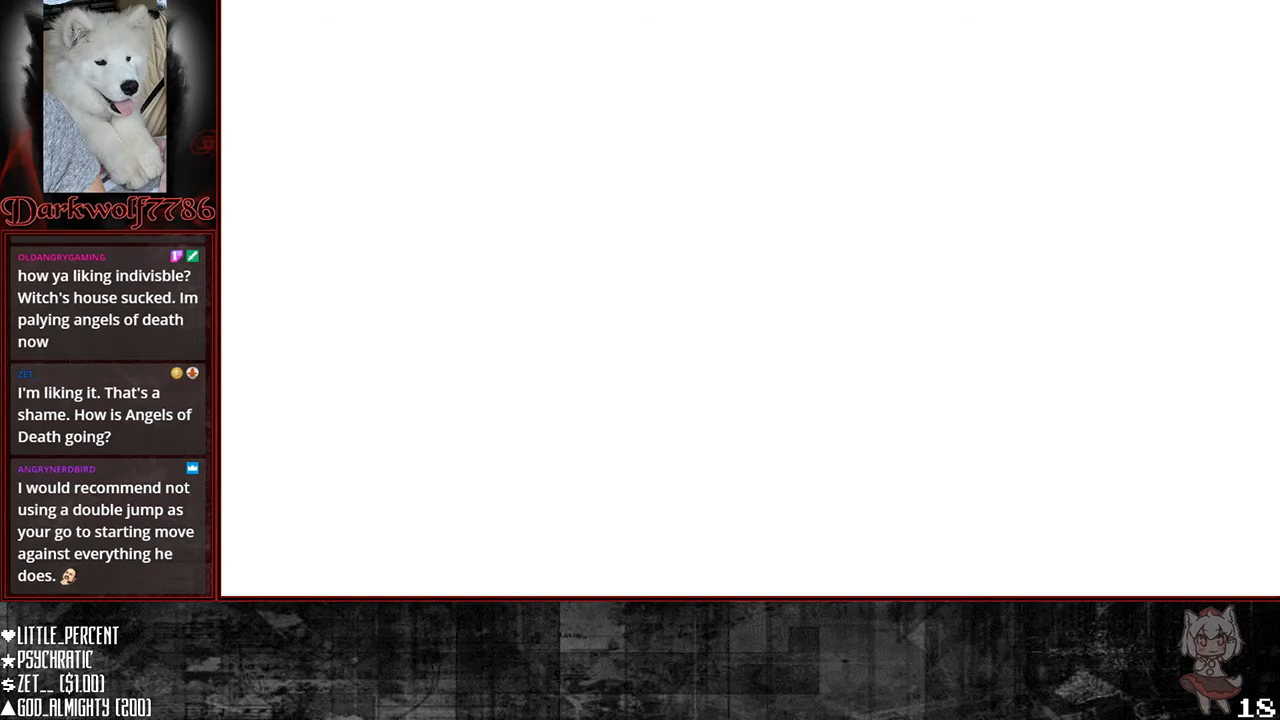 Darkwolf7786
OLDANGRYGAMING
how ya liking indivisble?
Witch's house sucked. Im
palying angels of death
now
ZET_
I'm liking it. That's a
shame. How is Angels of
Death going?
ANGRYNERDBIRD
I would recommend not
using a double jump as
your go to starting move
against everything he
does.
LITTLE_PERCENT
PSYCHRATIC
ZET__ ($1.00)
GOD_ALMIGHTY (200)
18